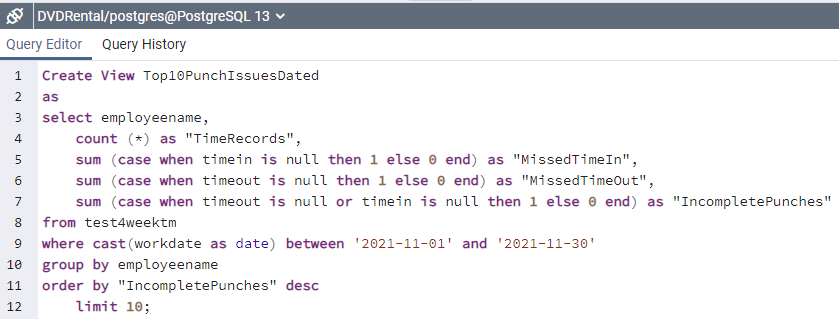 DVDRental/postgres@PostgreSQL 13
Query Editor Query History
1 Create View Top10PunchIssuesDated
2 as
3 select employeename,
4 count (*) as "TimeRecords",
5 sum (case when timein is null then 1 else 0 end) as "MissedTimeIn",
6 sum (case when timeout is null then 1 else 0 end) as "MissedTimeOut",
7 sum (case when timeout is null or timein is null then 1 else 0 end) as "IncompletePunches"
8 from test4weektm
9 where cast(workdate as date) between '2021-11-01' and '2021-11-30'
10 group by employeename
11 order by "IncompletePunches" desc
12 limit 10;